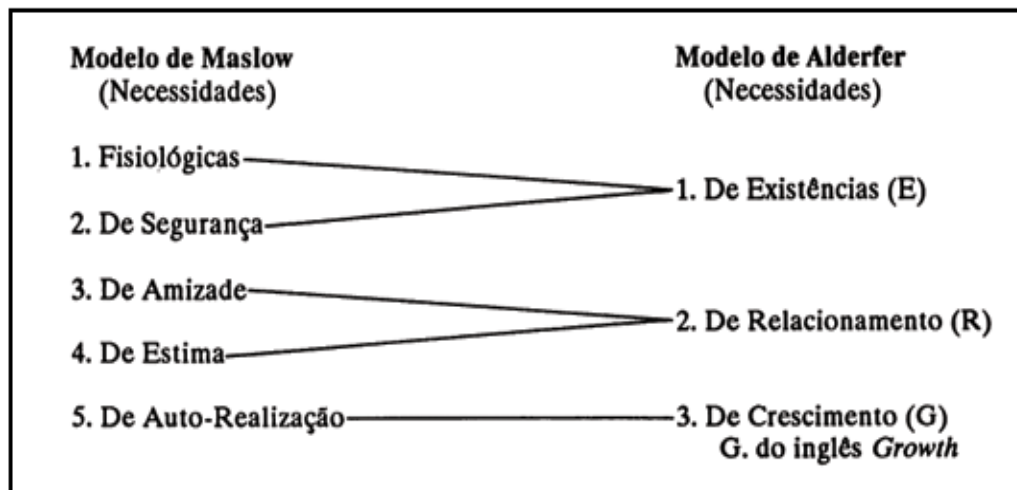 Modelo de Maslow
(Necessidades)
1. Fisiológicas
2. De Segurança
3. De Amizade
4. De Estima
5. De Auto-Realização
Modelo de Alderfer
(Necessidades)
1. De Existências (E)
2. De Relacionamento (R)
3. De Crescimento (G)
G. do inglês Growth